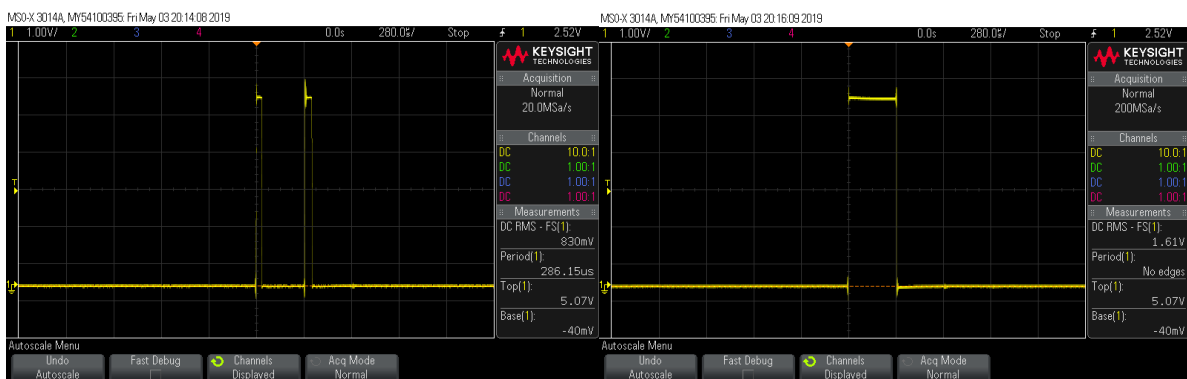 MSO-X 3014A, MY54100395: Fri May 03 20:14:08 2019
1 1.00V/ 2 3 4 0.0s 280.0%/ Stop 1 2.52V
KEYSIGHT
TECHNOLOGIES
Acquisition
Normal
20.0MSa/s
Channels
DC 10.0:1
DC 1.00:1
DC 1.00:1
DC 1.00:1
Measurements
DC RMS - FS(1):
830mV
Period(1):
286.15us
Top(1):
5.07V
Base(1):
-40mV
T
1
Autoscale Menu
Undo Autoscale
Fast Debug
Channels Displayed
Acq Mode Normal
MSO-X 3014A, MY54100395: Fri May 03 20:16:09 2019
1 1.00V/ 2 3 4 0.0s 280.0%/ Stop 1 2.52V
KEYSIGHT
TECHNOLOGIES
Acquisition
Normal
200MSa/s
Channels
DC 10.0:1
DC 1.00:1
DC 1.00:1
DC 1.00:1
Measurements
DC RMS - FS(1):
1.61V
Period(1):
No edges
Top(1):
5.07V
Base(1):
-40mV
T
1
Autoscale Menu
Undo Autoscale
Fast Debug
Channels Displayed
Acq Mode Normal